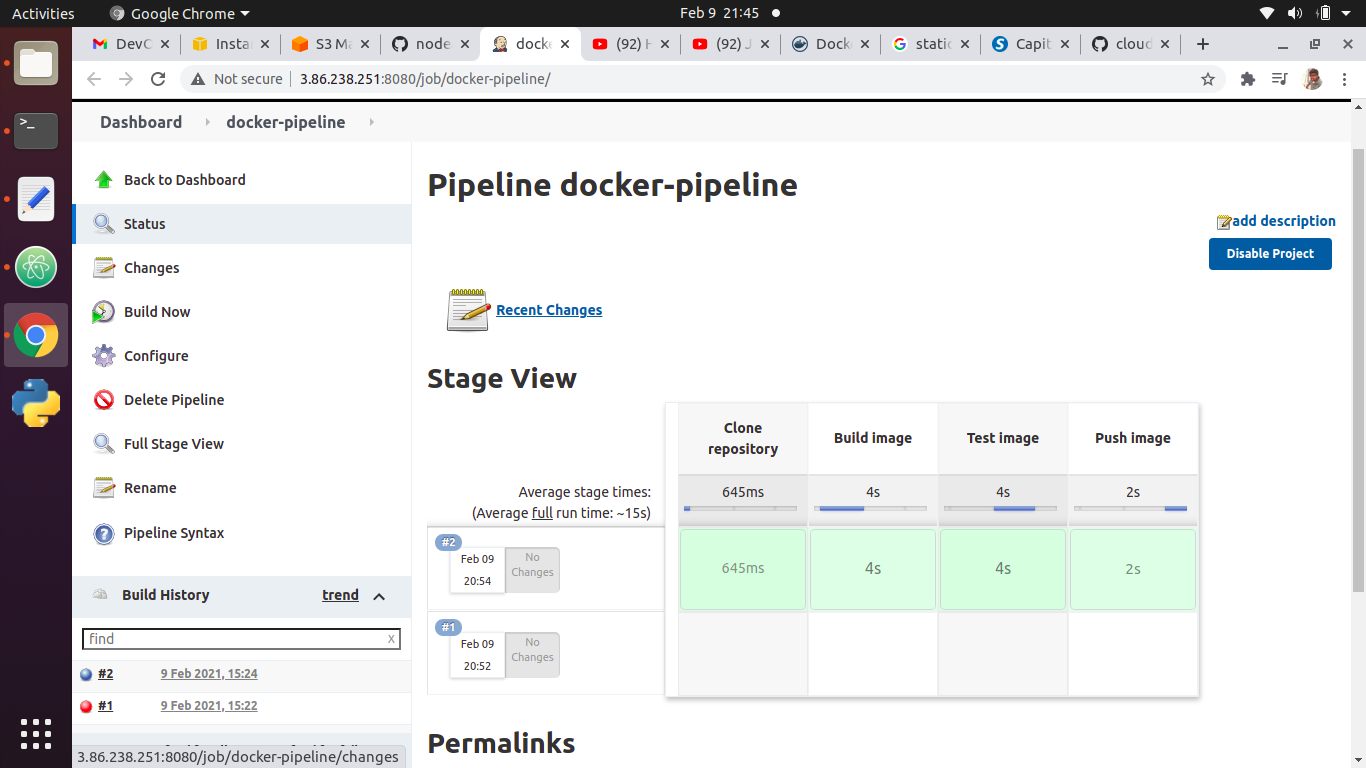 Activities
Google Chrome
Feb 9 21:45
DevC
Insta
S3 Ma
node
docke
(92) H
(92) J
Dock
static
Capit
cloud
Not secure
3.86.238.251:8080/job/docker-pipeline/
Dashboard
docker-pipeline
Back to Dashboard
Status
Changes
Build Now
Configure
Delete Pipeline
Full Stage View
Rename
Pipeline Syntax
Build History
trend
find
x
#2
9 Feb 2021, 15:24
#1
9 Feb 2021, 15:22
3.86.238.251:8080/job/docker-pipeline/changes
Pipeline docker-pipeline
add description
Disable Project
Recent Changes
Stage View
Clone
repository
Build image
Test image
Push image
Average stage times:
(Average full run time: ~15s)
645ms
4s
4s
2s
#2
Feb 09
20:54
No
Changes
645ms
4s
4s
2s
#1
Feb 09
20:52
No
Changes
Permalinks